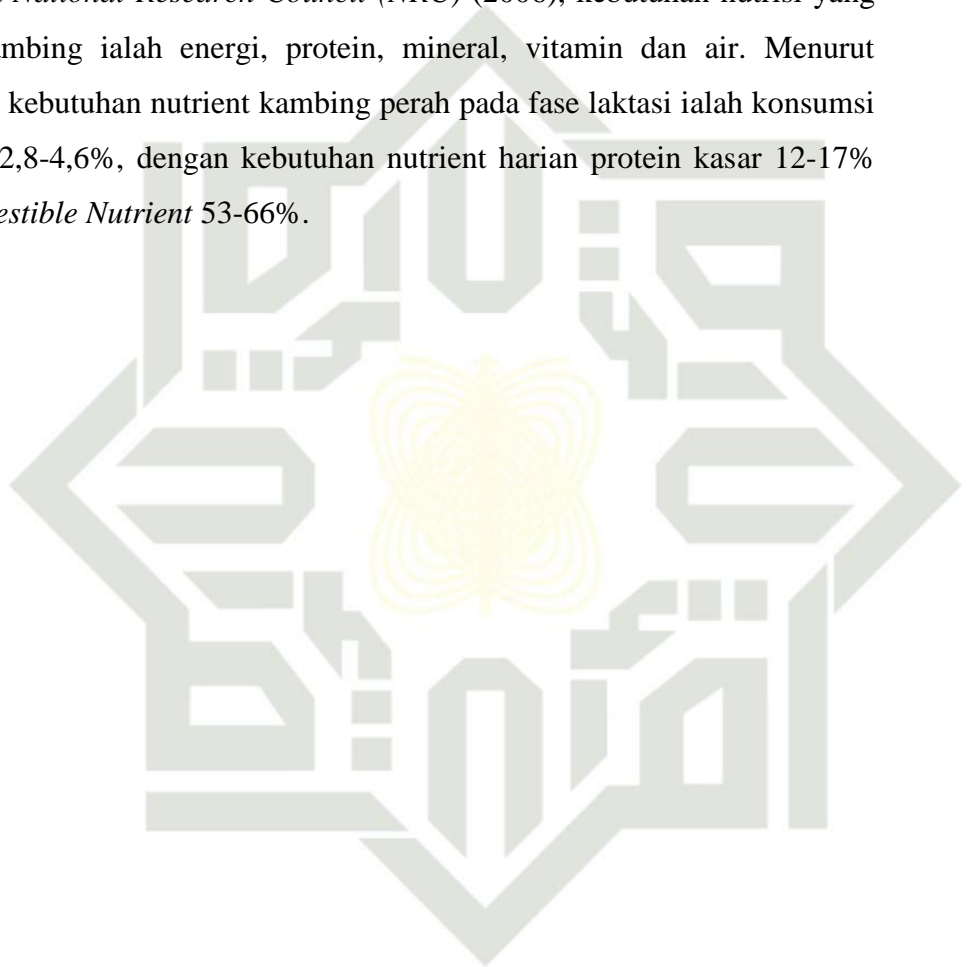 National Research Council (NRC) (2006), kebutuhan nutrisi yang
ambing ialah energi, protein, mineral, vitamin dan air. Menurut
kebutuhan nutrient kambing perah pada fase laktasi ialah konsumsi
2,8-4,6%, dengan kebutuhan nutrient harian protein kasar 12-17%
estible Nutrient 53-66%.